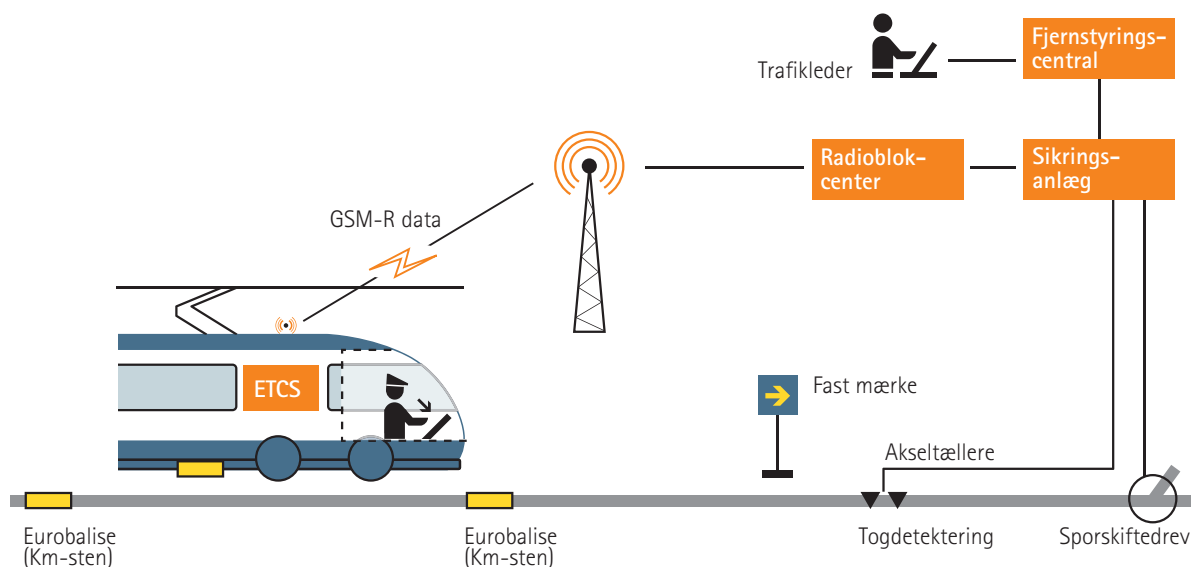 Fjernstyrings-
central
Trafikleder
Radioblok-
center
Sikrings-
anlæg
GSM-R data
ETCS
Fast mærke
Akseltællere
Eurobalise
(Km-sten)
Eurobalise
(Km-sten)
Togdetektering
Sporskiftedrev